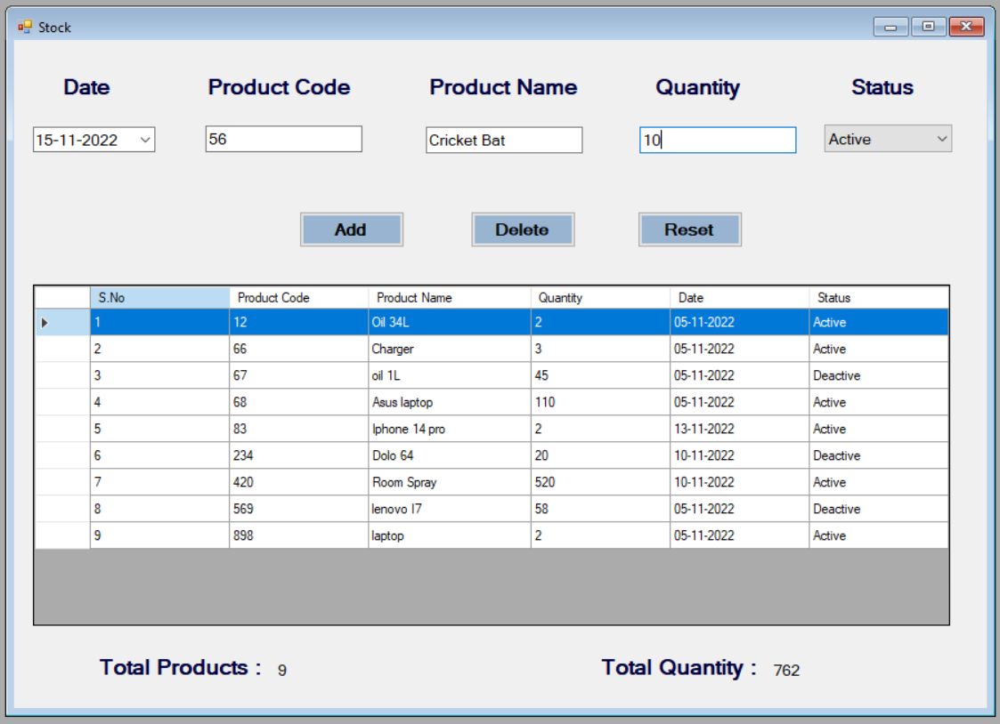 Stock
Date Product Code Product Name Quantity Status
15-11-2022 56 Cricket Bat 10 Active
Add Delete Reset
S.No Product Code Product Name Quantity Date Status
1 12 Oil 34L 2 05-11-2022 Active
2 66 Charger 3 05-11-2022 Active
3 67 oil 1L 45 05-11-2022 Deactive
4 68 Asus laptop 110 05-11-2022 Active
5 83 Iphone 14 pro 2 13-11-2022 Active
6 234 Dolo 64 20 10-11-2022 Deactive
7 420 Room Spray 520 10-11-2022 Active
8 569 lenovo I7 58 05-11-2022 Deactive
9 898 laptop 2 05-11-2022 Active
Total Products : 9 Total Quantity : 762